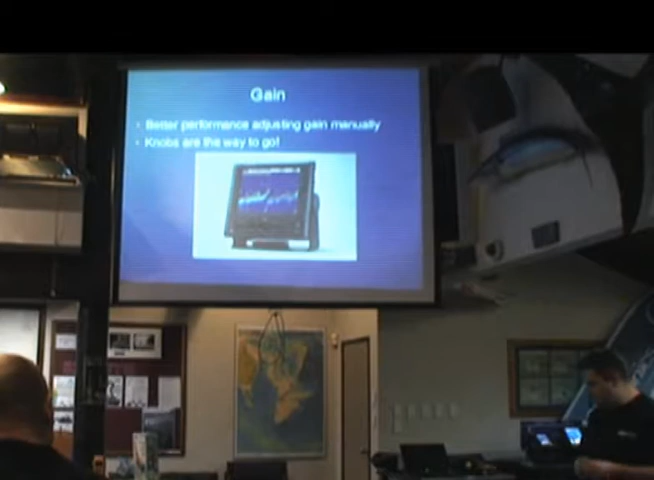 Gain
• Better performance adjusting gain manually
• Knobs are the way to go!